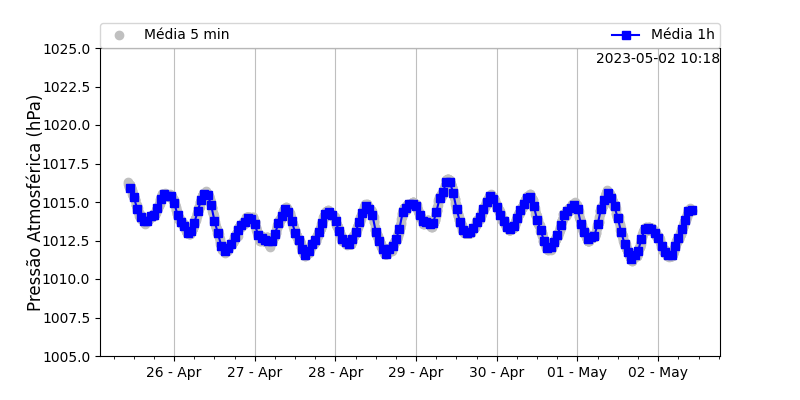 Média 5 min
Média 1h
2023-05-02 10:18
Pressão Atmosférica (hPa)
1025.0
1022.5
1020.0
1017.5
1015.0
1012.5
1010.0
1007.5
1005.0
26 - Apr
27 - Apr
28 - Apr
29 - Apr
30 - Apr
01 - May
02 - May